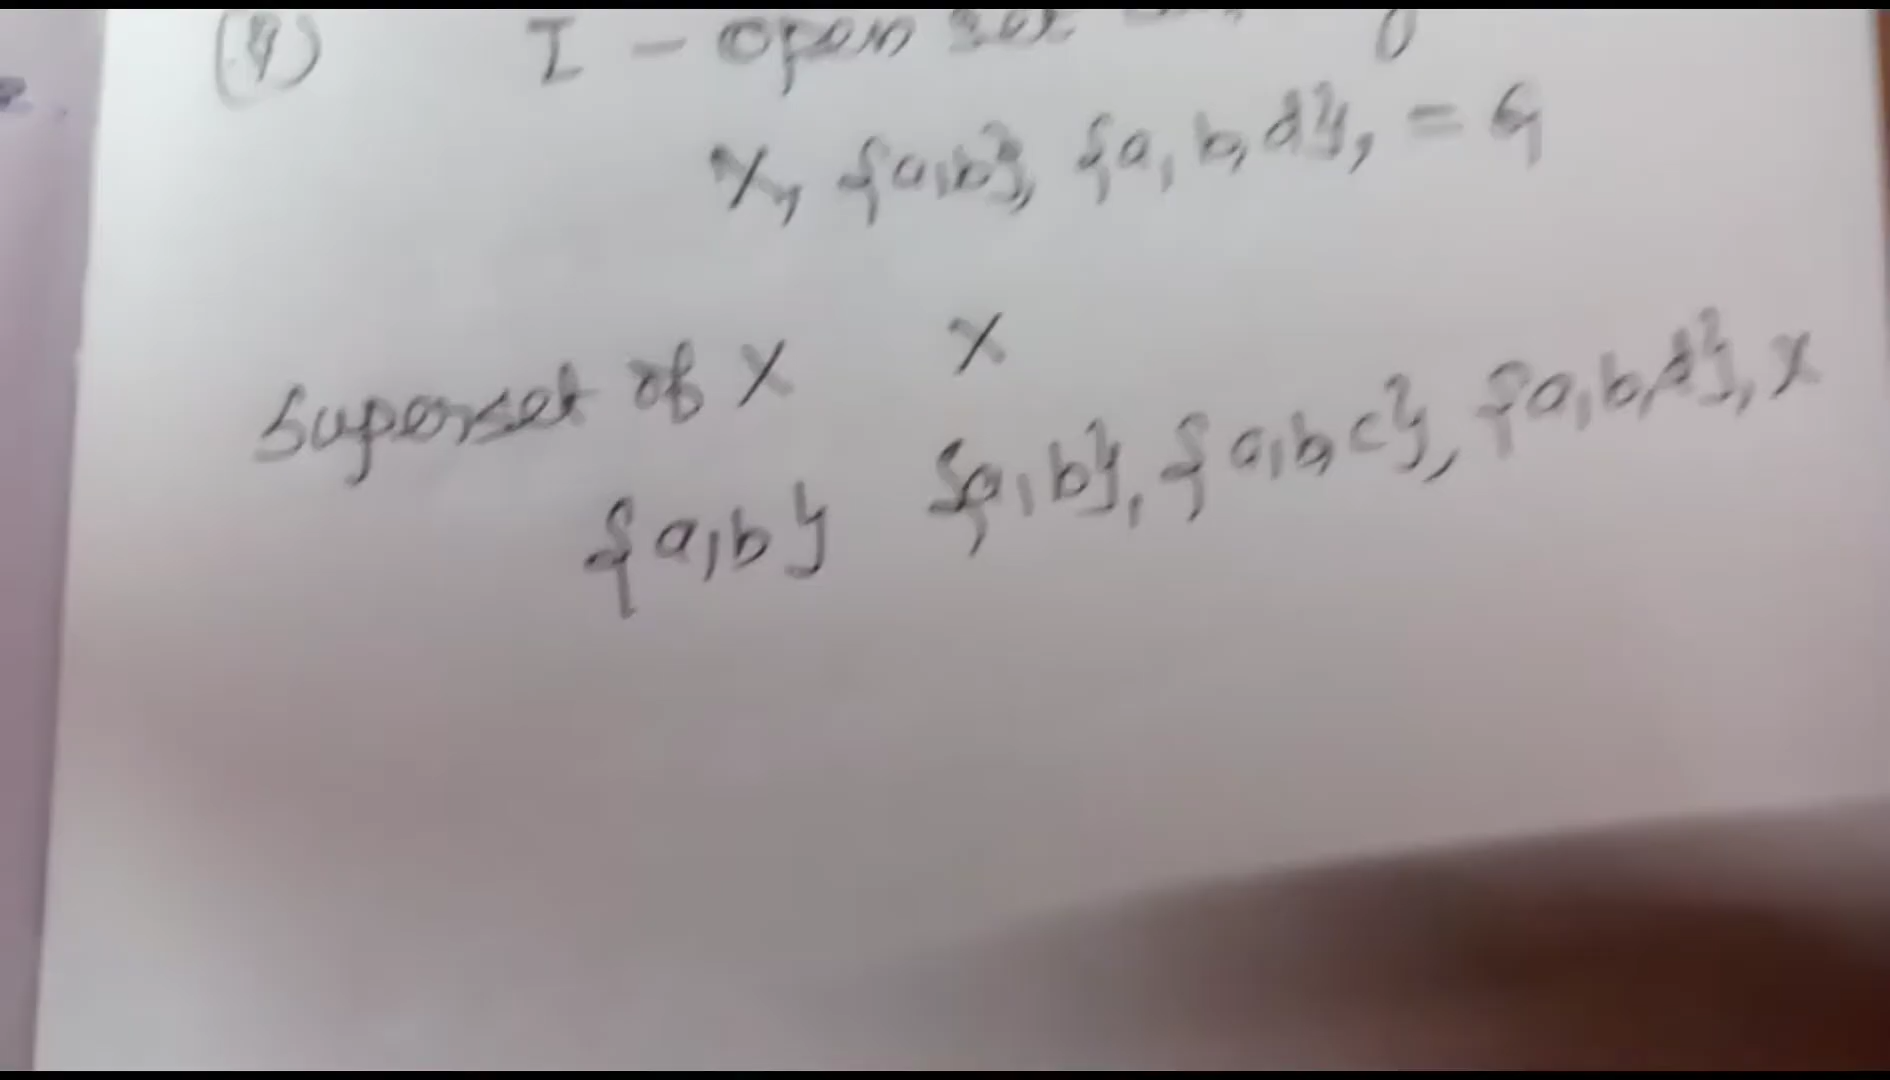 (4) I - open set
X, {a,b}, {a, b, d}, = G
Superset of X X
{a,b} {a,b}, {a,b,c}, {a,b,d}, X